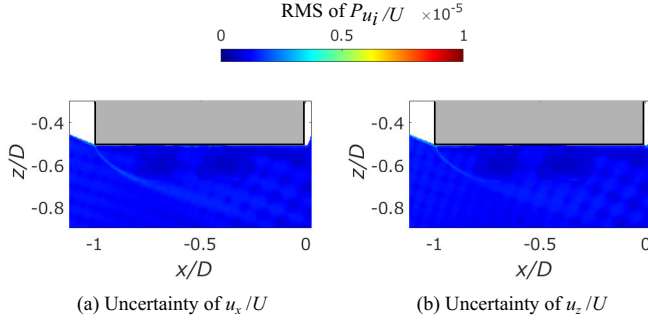 RMS of P_{u_i}/U ×10^{-5}
0 0.5 1
-0.4 -0.4
z/D -0.6 z/D -0.6
-0.8 -0.8
-1 -0.5 0 -1 -0.5 0
x/D x/D
(a) Uncertainty of u_x/U (b) Uncertainty of u_z/U